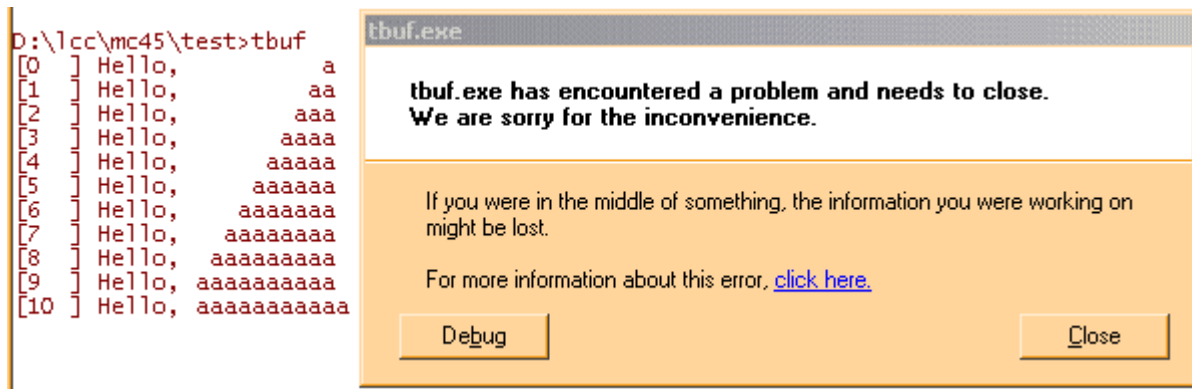 D:\lcc\mc45\test>tbuf
[0  ] Hello,           a
[1  ] Hello,          aa
[2  ] Hello,         aaa
[3  ] Hello,        aaaa
[4  ] Hello,       aaaaa
[5  ] Hello,      aaaaaa
[6  ] Hello,     aaaaaaa
[7  ] Hello,    aaaaaaaa
[8  ] Hello,   aaaaaaaaa
[9  ] Hello,  aaaaaaaaaa
[10 ] Hello, aaaaaaaaaaa
tbuf.exe
tbuf.exe has encountered a problem and needs to close.
We are sorry for the inconvenience.
If you were in the middle of something, the information you were working on
might be lost.
For more information about this error, click here.
Debug
Close